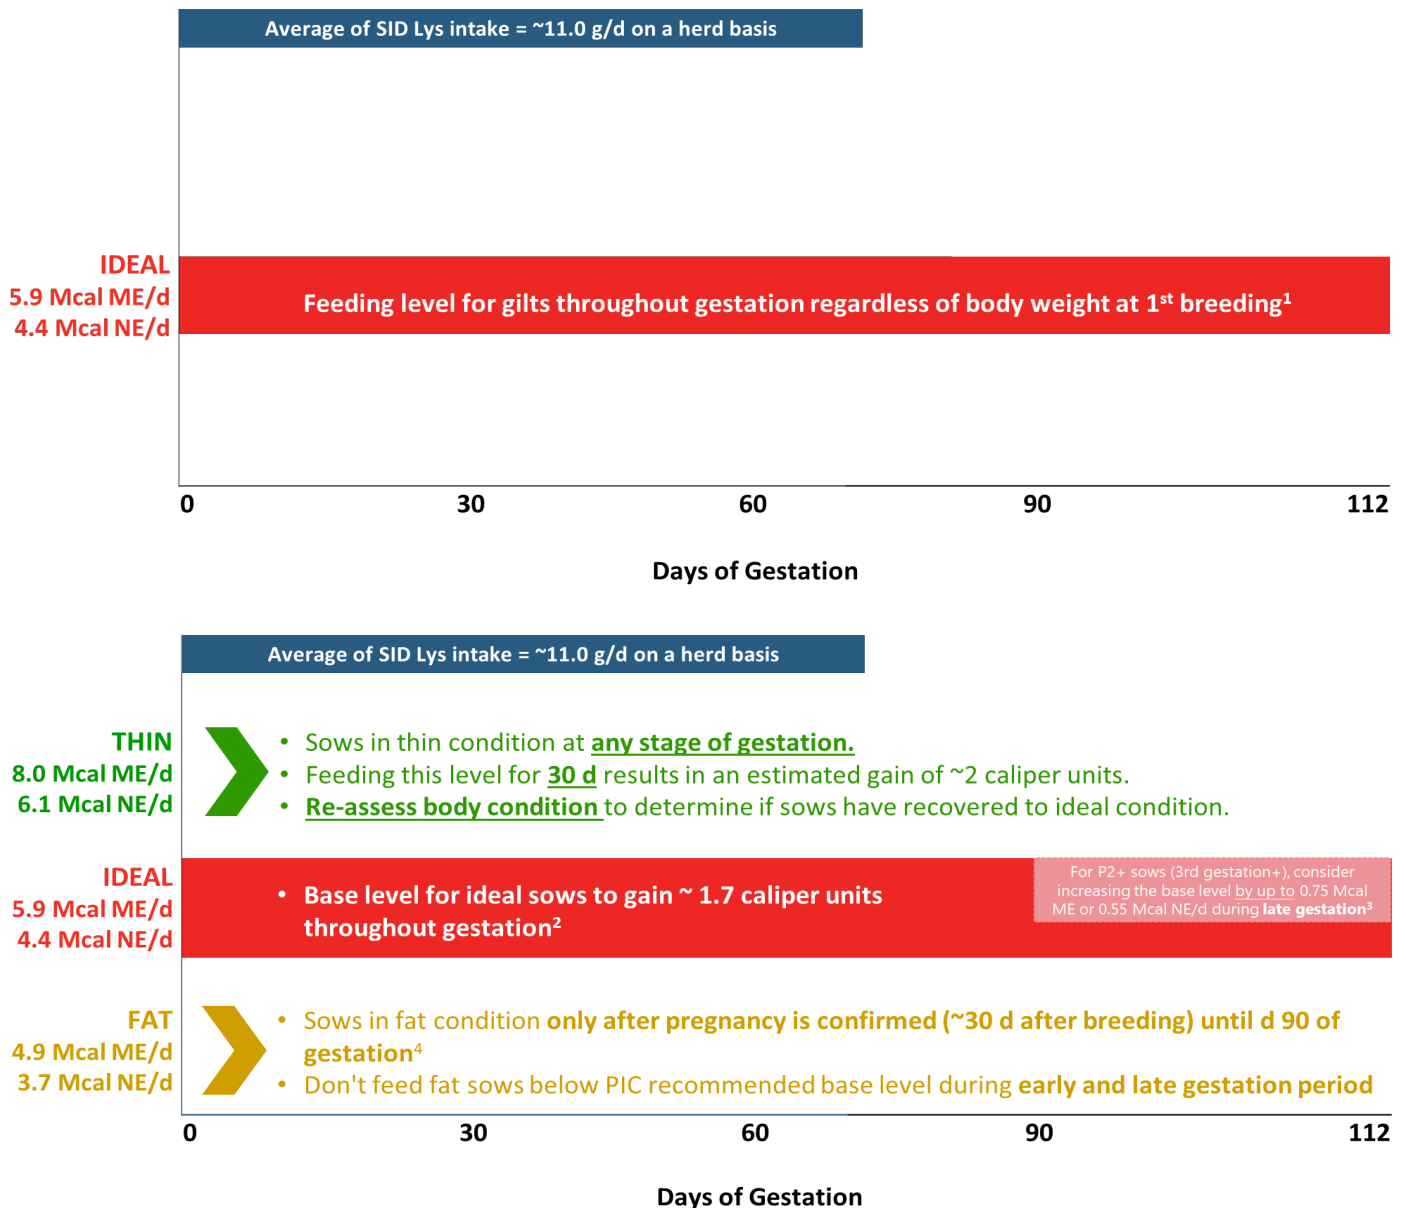 Average of SID Lys intake = ~11.0 g/d on a herd basis
IDEAL
5.9 Mcal ME/d
4.4 Mcal NE/d
Feeding level for gilts throughout gestation regardless of body weight at 1st breeding1
0 30 60 90 112
Days of Gestation
Average of SID Lys intake = ~11.0 g/d on a herd basis
THIN
8.0 Mcal ME/d
6.1 Mcal NE/d
• Sows in thin condition at any stage of gestation.
• Feeding this level for 30 d results in an estimated gain of ~2 caliper units.
• Re-assess body condition to determine if sows have recovered to ideal condition.
IDEAL
5.9 Mcal ME/d
4.4 Mcal NE/d
• Base level for ideal sows to gain ~ 1.7 caliper units
throughout gestation2
For P2+ sows (3rd gestation+), consider
increasing the base level by up to 0.75 Mcal
ME or 0.55 Mcal NE/d during late gestation3
FAT
4.9 Mcal ME/d
3.7 Mcal NE/d
• Sows in fat condition only after pregnancy is confirmed (~30 d after breeding) until d 90 of
gestation4
• Don't feed fat sows below PIC recommended base level during early and late gestation period
0 30 60 90 112
Days of Gestation